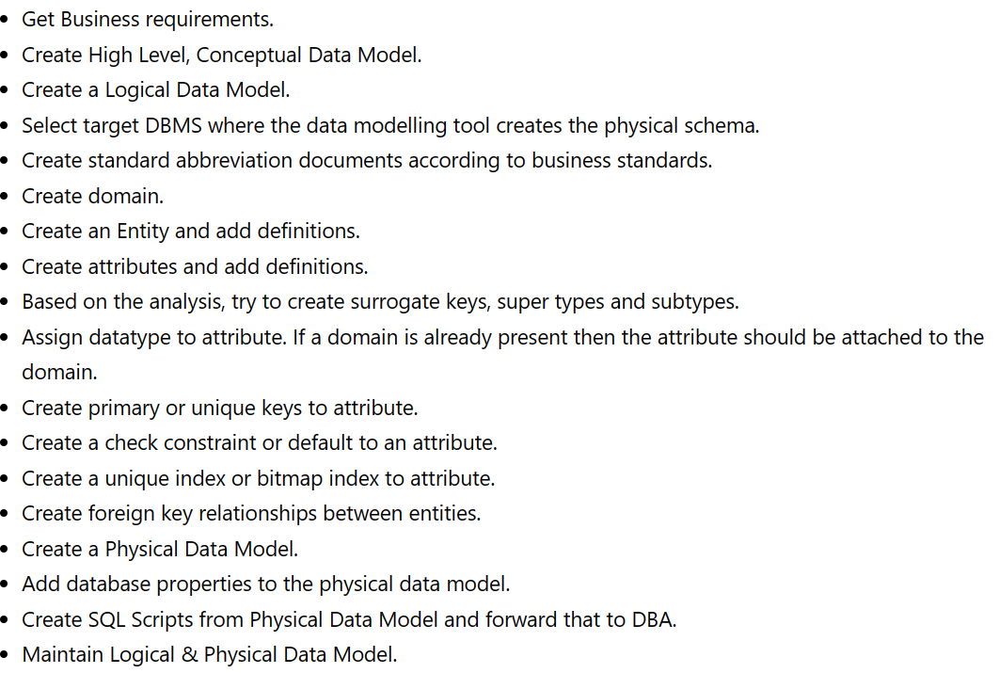 • Get Business requirements.
• Create High Level, Conceptual Data Model.
• Create a Logical Data Model.
• Select target DBMS where the data modelling tool creates the physical schema.
• Create standard abbreviation documents according to business standards.
• Create domain.
• Create an Entity and add definitions.
• Create attributes and add definitions.
• Based on the analysis, try to create surrogate keys, super types and subtypes.
• Assign datatype to attribute. If a domain is already present then the attribute should be attached to the
domain.
• Create primary or unique keys to attribute.
• Create a check constraint or default to an attribute.
• Create a unique index or bitmap index to attribute.
• Create foreign key relationships between entities.
• Create a Physical Data Model.
• Add database properties to the physical data model.
• Create SQL Scripts from Physical Data Model and forward that to DBA.
• Maintain Logical & Physical Data Model.